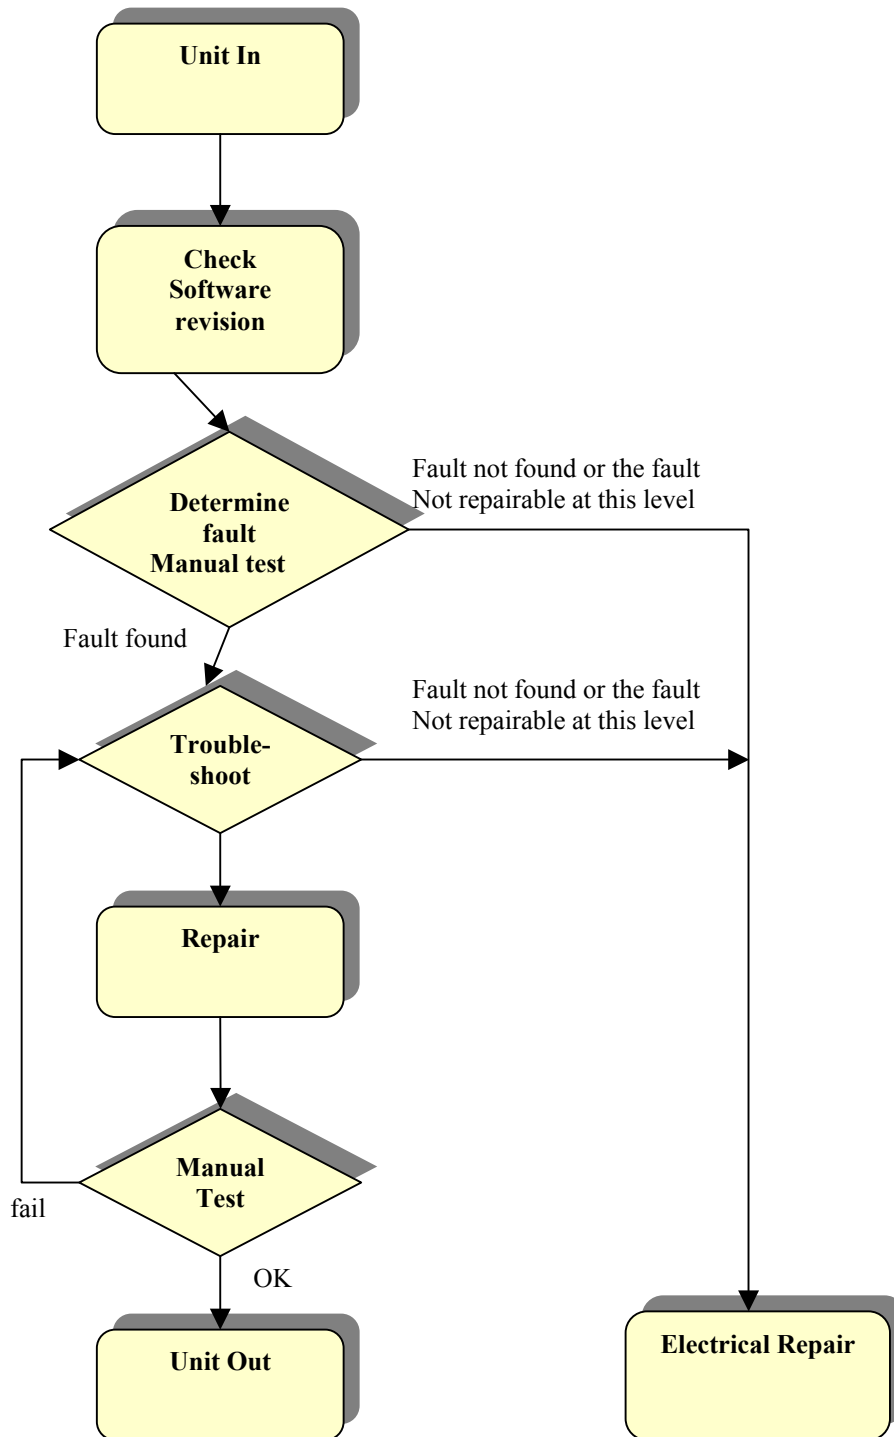 Unit In
Check
Software
revision
Determine
fault
Manual test
Fault not found or the fault
Not repairable at this level
Fault found
Trouble-
shoot
Fault not found or the fault
Not repairable at this level
Repair
Manual
Test
fail
OK
Unit Out
Electrical Repair